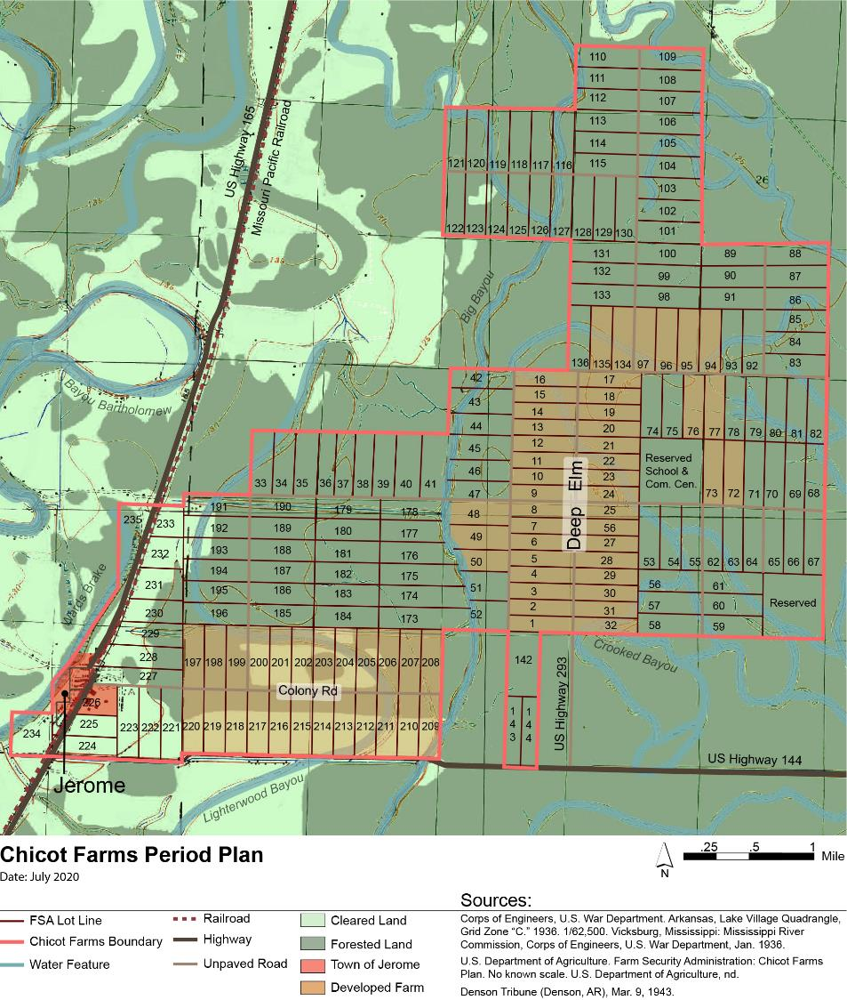 110 109
111 108
112 107
113 106
114 105
115 104
121 120 119 118 117 116
26
135
103
102
122 123 124 125 126 127 128 129 130 101
US Highway 165
Missouri Pacific Railroad
135
125
125
131 100 89 88
132 99 90 87
133 98 91 86
85
84
136 135 134 97 96 95 94 93 92 83
Big Bayou
Bayou Bartholomew
42 16 17
43 15 18
14 19
44 13 20
74 75 76 77 78 79 80 81 82
45 12 21
46 11 22
10 23
47 9 24
Reserved
School &
Com. Cen.
73 72 71 70 69 68
Deep Elm
33 34 35 36 37 38 39 40 41
235 233 191 190 179 178 48 8 25
192 189 180 177 49 7 56
6 27
232 193 188 181 176 50 5 28
53 54 55 62 63 64 65 66 67
231 194 187 182 175 4 29
195 186 183 174 51 3 30
56 61
230 196 185 184 173 52 2 31
57 60
Reserved
1 32
58 59
Wards Brake
130
229
228
227
197 198 199 200 201 202 203 204 205 206 207 208
Colony Rd
142
Crooked Bayou
US Highway 293
226
225
224
234
223 222 221 220 219 218 217 216 215 214 213 212 211 210 209
143 144
US Highway 144
Jerome
Lighterwood Bayou
Chicot Farms Period Plan
Date: July 2020
N
.25 .5 1
Mile
FSA Lot Line
Chicot Farms Boundary
Water Feature
Railroad
Highway
Unpaved Road
Cleared Land
Forested Land
Town of Jerome
Developed Farm
Sources:
Corps of Engineers, U.S. War Department. Arkansas, Lake Village Quadrangle,
Grid Zone “C.” 1936. 1/62,500. Vicksburg, Mississippi: Mississippi River
Commission, Corps of Engineers, U.S. War Department, Jan. 1936.
U.S. Department of Agriculture. Farm Security Administration: Chicot Farms
Plan. No known scale. U.S. Department of Agriculture, nd.
Denson Tribune (Denson, AR), Mar. 9, 1943.